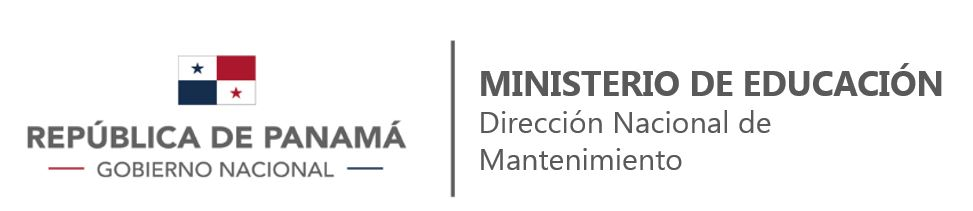 REPÚBLICA DE PANAMÁ
GOBIERNO NACIONAL
MINISTERIO DE EDUCACIÓN
Dirección Nacional de
Mantenimiento